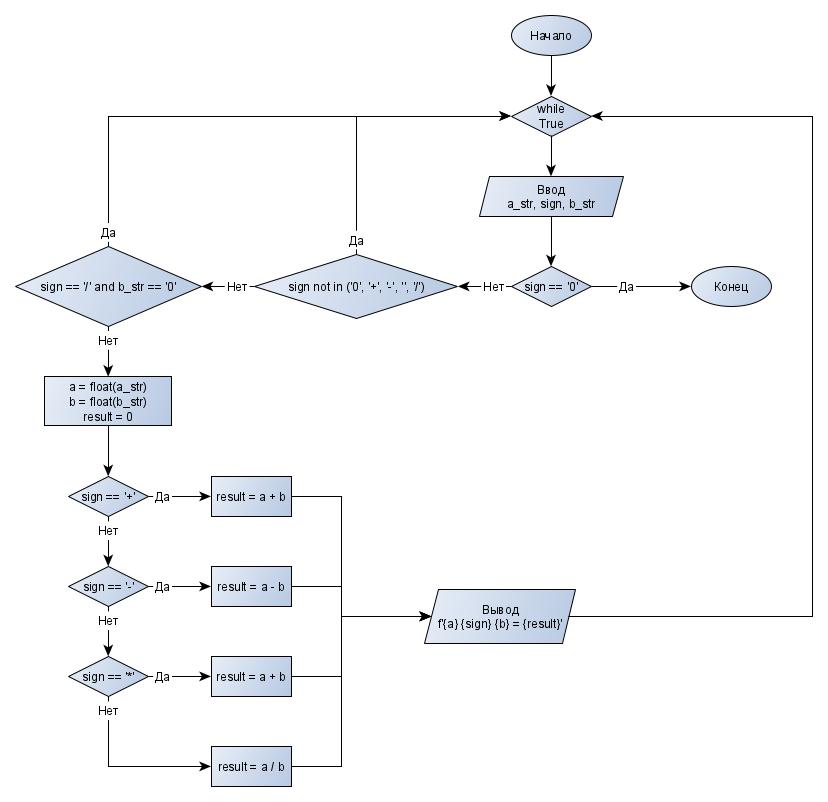 Начало
while
True
Ввод
a_str, sign, b_str
sign == '0'
Да
Конец
Нет
sign not in ('0', '+', '-', '', '/')
Да
Нет
sign == '/' and b_str == '0'
Да
Нет
a = float(a_str)
b = float(b_str)
result = 0
sign == '+'
Да
result = a + b
Нет
sign == '-'
Да
result = a - b
Нет
sign == '*'
Да
result = a + b
Нет
result = a / b
Вывод
f'{a} {sign} {b} = {result}'